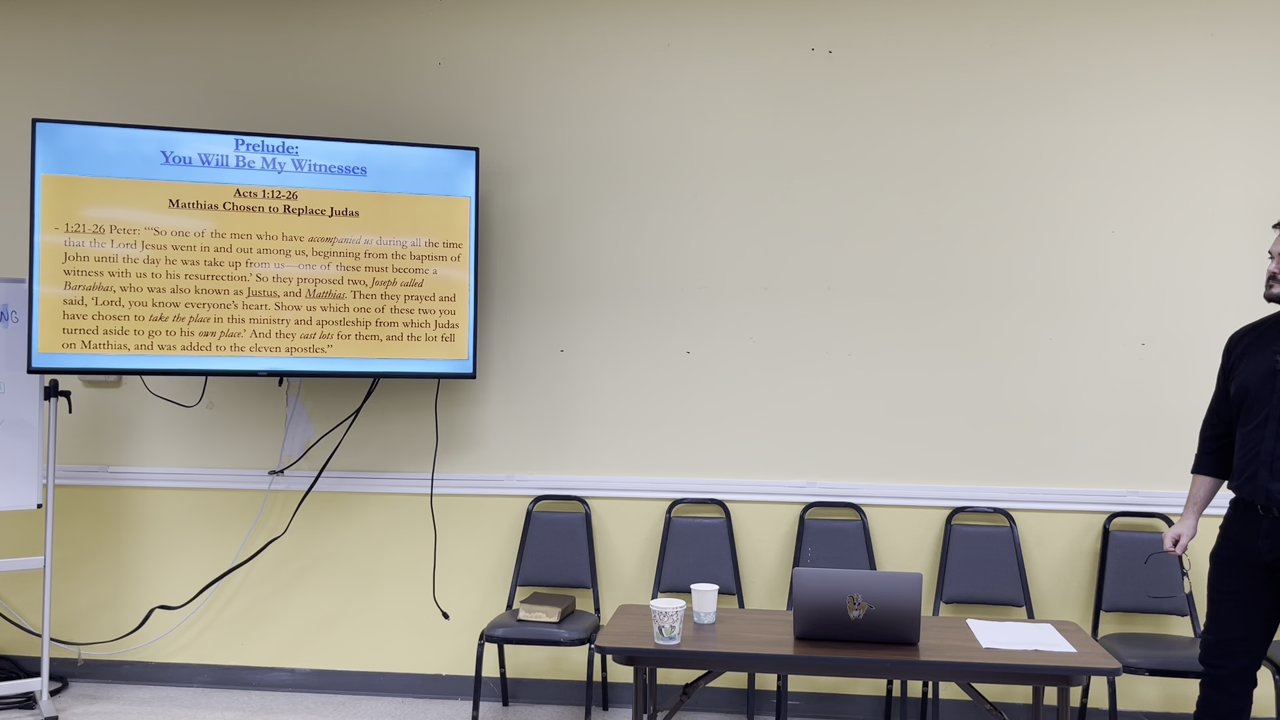 Prelude:
You Will Be My Witnesses
Acts 1:12-26
Matthias Chosen to Replace Judas
- 1:21-26 Peter: “‘So one of the men who have accompanied us during all the time
that the Lord Jesus went in and out among us, beginning from the baptism of
John until the day he was take up from us—one of these must become a
witness with us to his resurrection.’ So they proposed two, Joseph called
Barsabbas, who was also known as Justus, and Matthias. Then they prayed and
said, ‘Lord, you know everyone’s heart. Show us which one of these two you
have chosen to take the place in this ministry and apostleship from which Judas
turned aside to go to his own place.’ And they cast lots for them, and the lot fell
on Matthias, and was added to the eleven apostles.”